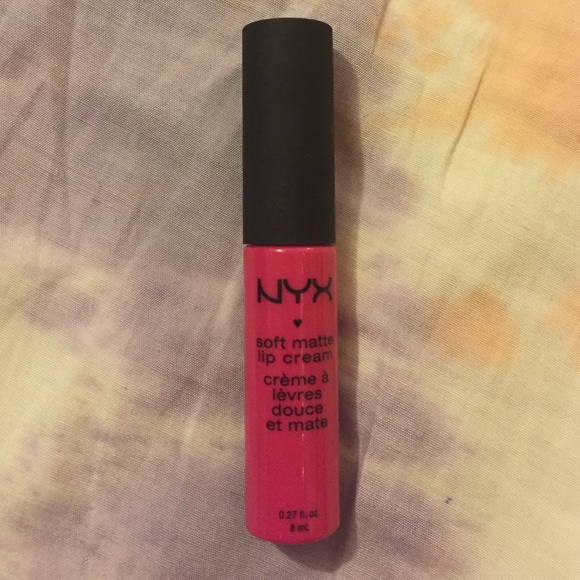 NYX
soft matte
lip cream
crème à
lèvres
douce
et mate
0.27 fl. oz.
8 mL